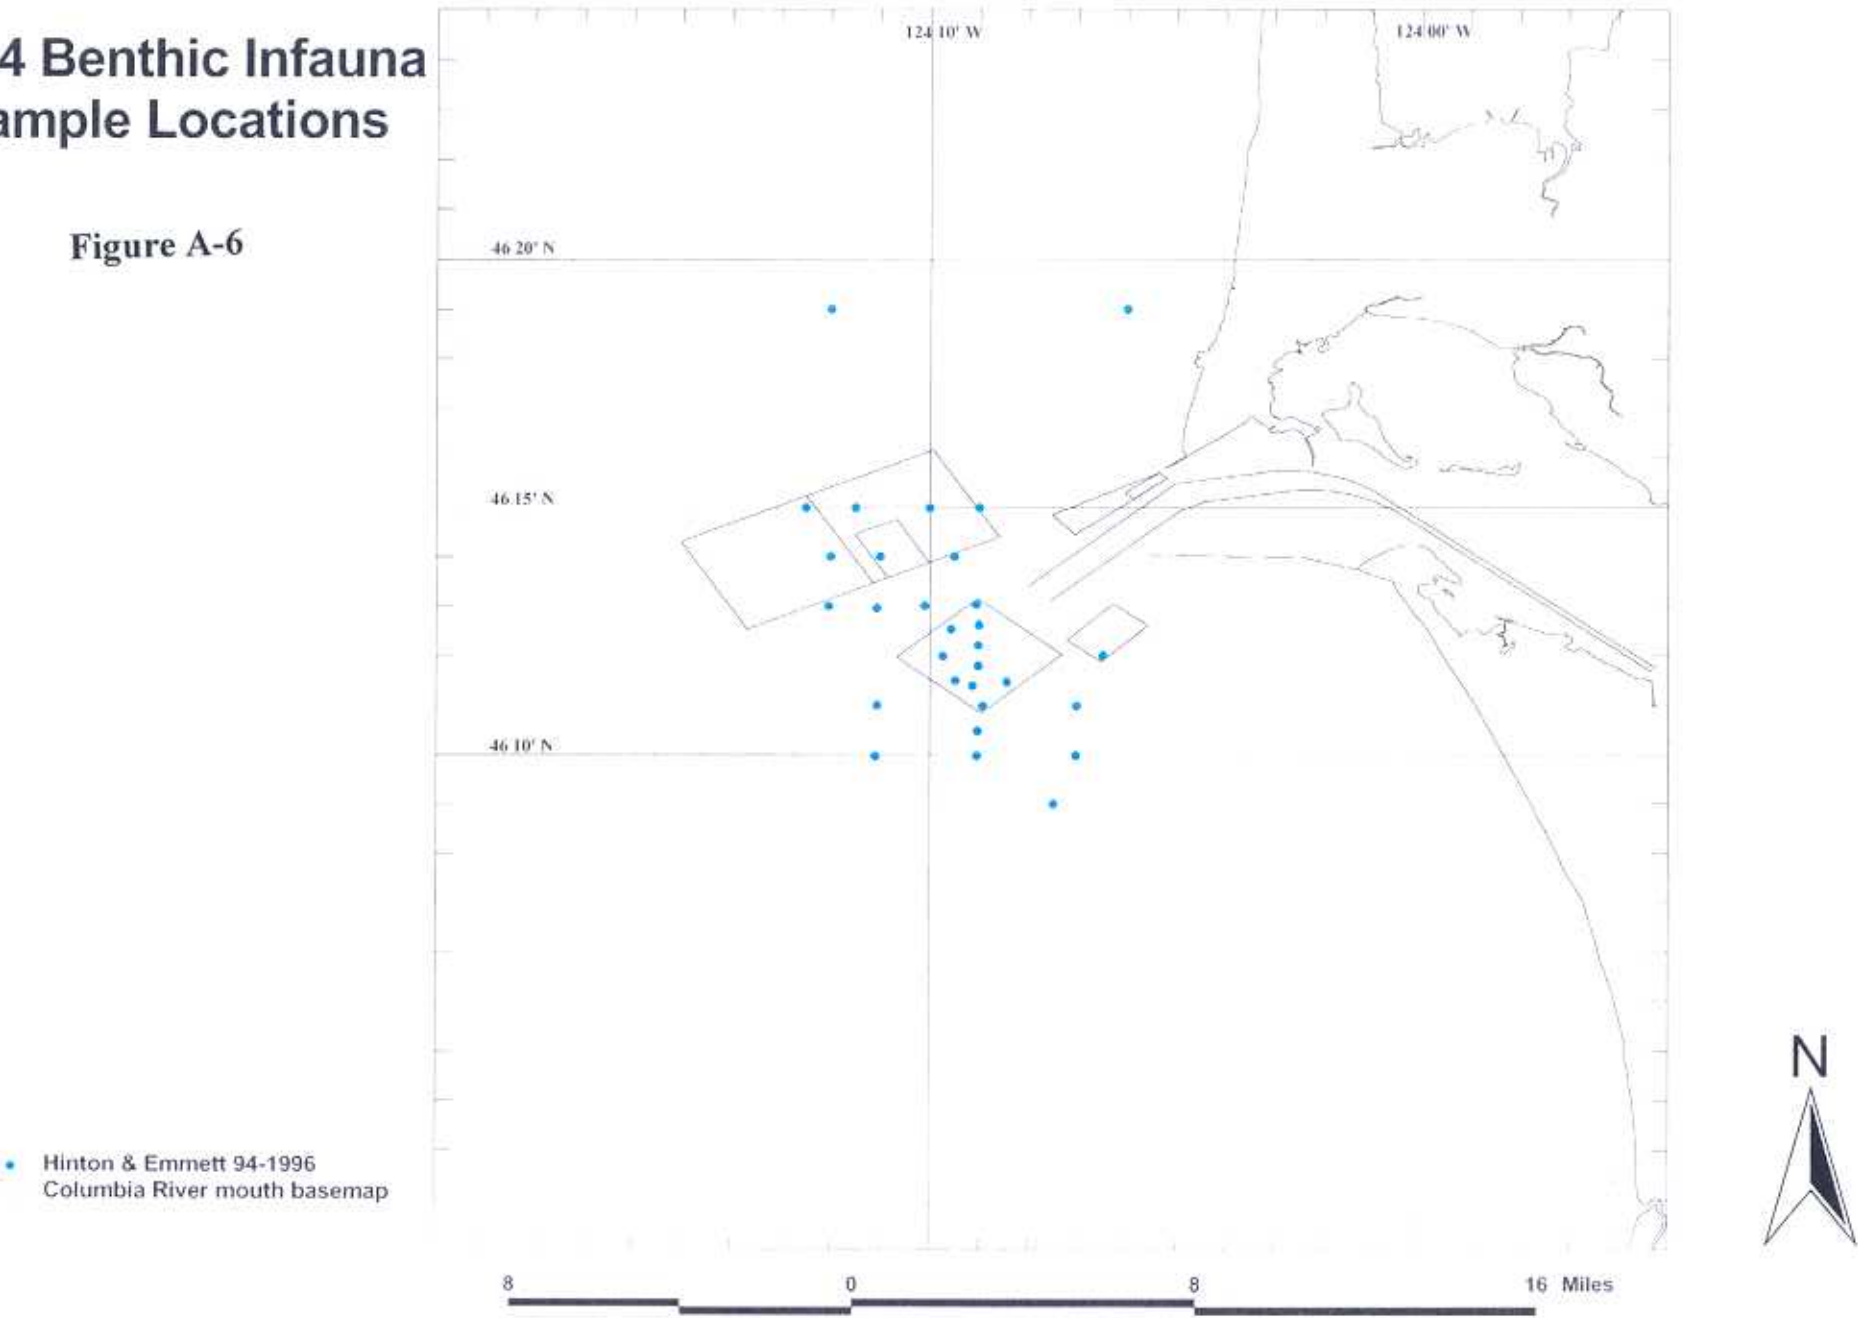 4 Benthic Infauna
ample Locations
Figure A-6
124 10' W
124 00' W
46 20' N
46 15' N
46 10' N
N
Hinton & Emmett 94-1996
Columbia River mouth basemap
8 0 8 16 Miles